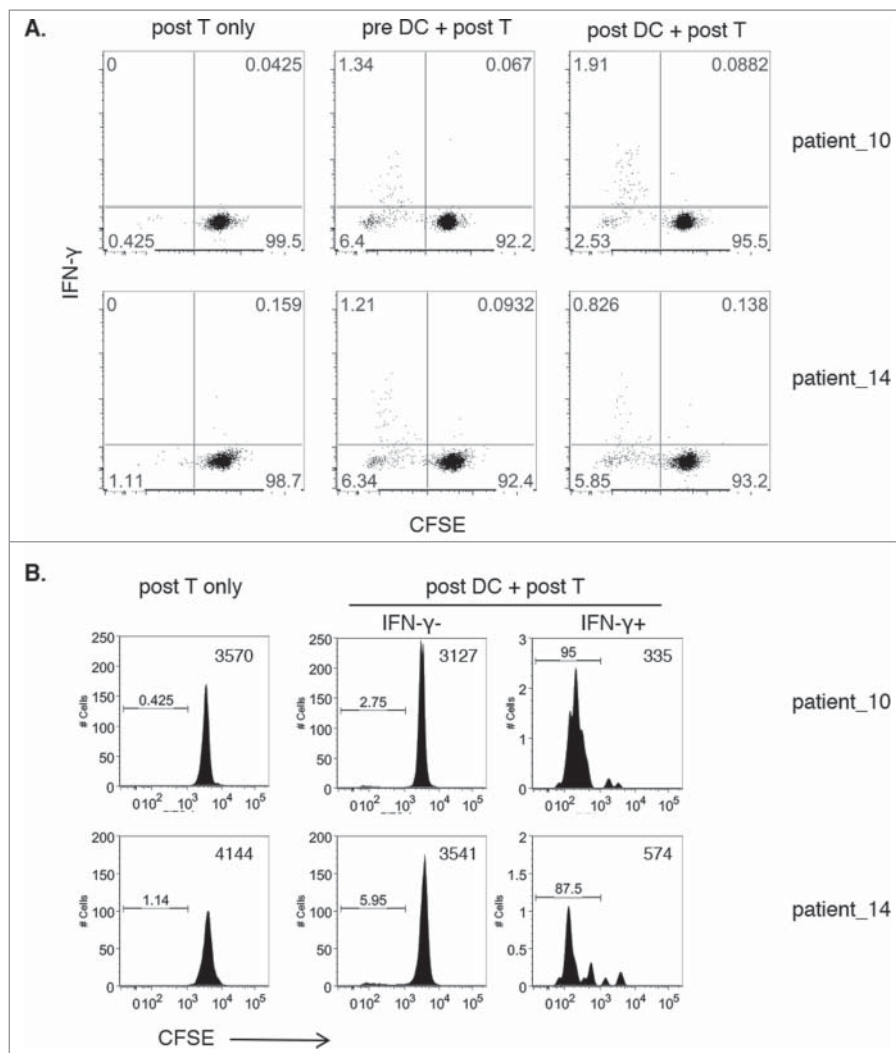 A.
post T only
pre DC + post T
post DC + post T
0 0.0425
1.34 0.067
1.91 0.0882
patient_10
0.425 99.5
6.4 92.2
2.53 95.5
IFN-γ
0 0.159
1.21 0.0932
0.826 0.138
patient_14
1.11 98.7
6.34 92.4
5.85 93.2
CFSE
B.
post T only
post DC + post T
IFN-γ-
IFN-γ+
250
200
150
100
50
0
# Cells
3570
0.425
0 10² 10³ 10⁴ 10⁵
250
200
150
100
50
0
# Cells
3127
2.75
0 10² 10³ 10⁴ 10⁵
3
2
1
0
# Cells
95
335
0 10² 10³ 10⁴ 10⁵
patient_10
200
150
100
50
0
# Cells
4144
1.14
0 10² 10³ 10⁴ 10⁵
200
150
100
50
0
# Cells
3541
5.95
0 10² 10³ 10⁴ 10⁵
2
1.5
1
0.5
0
# Cells
574
87.5
0 10² 10³ 10⁴ 10⁵
patient_14
CFSE